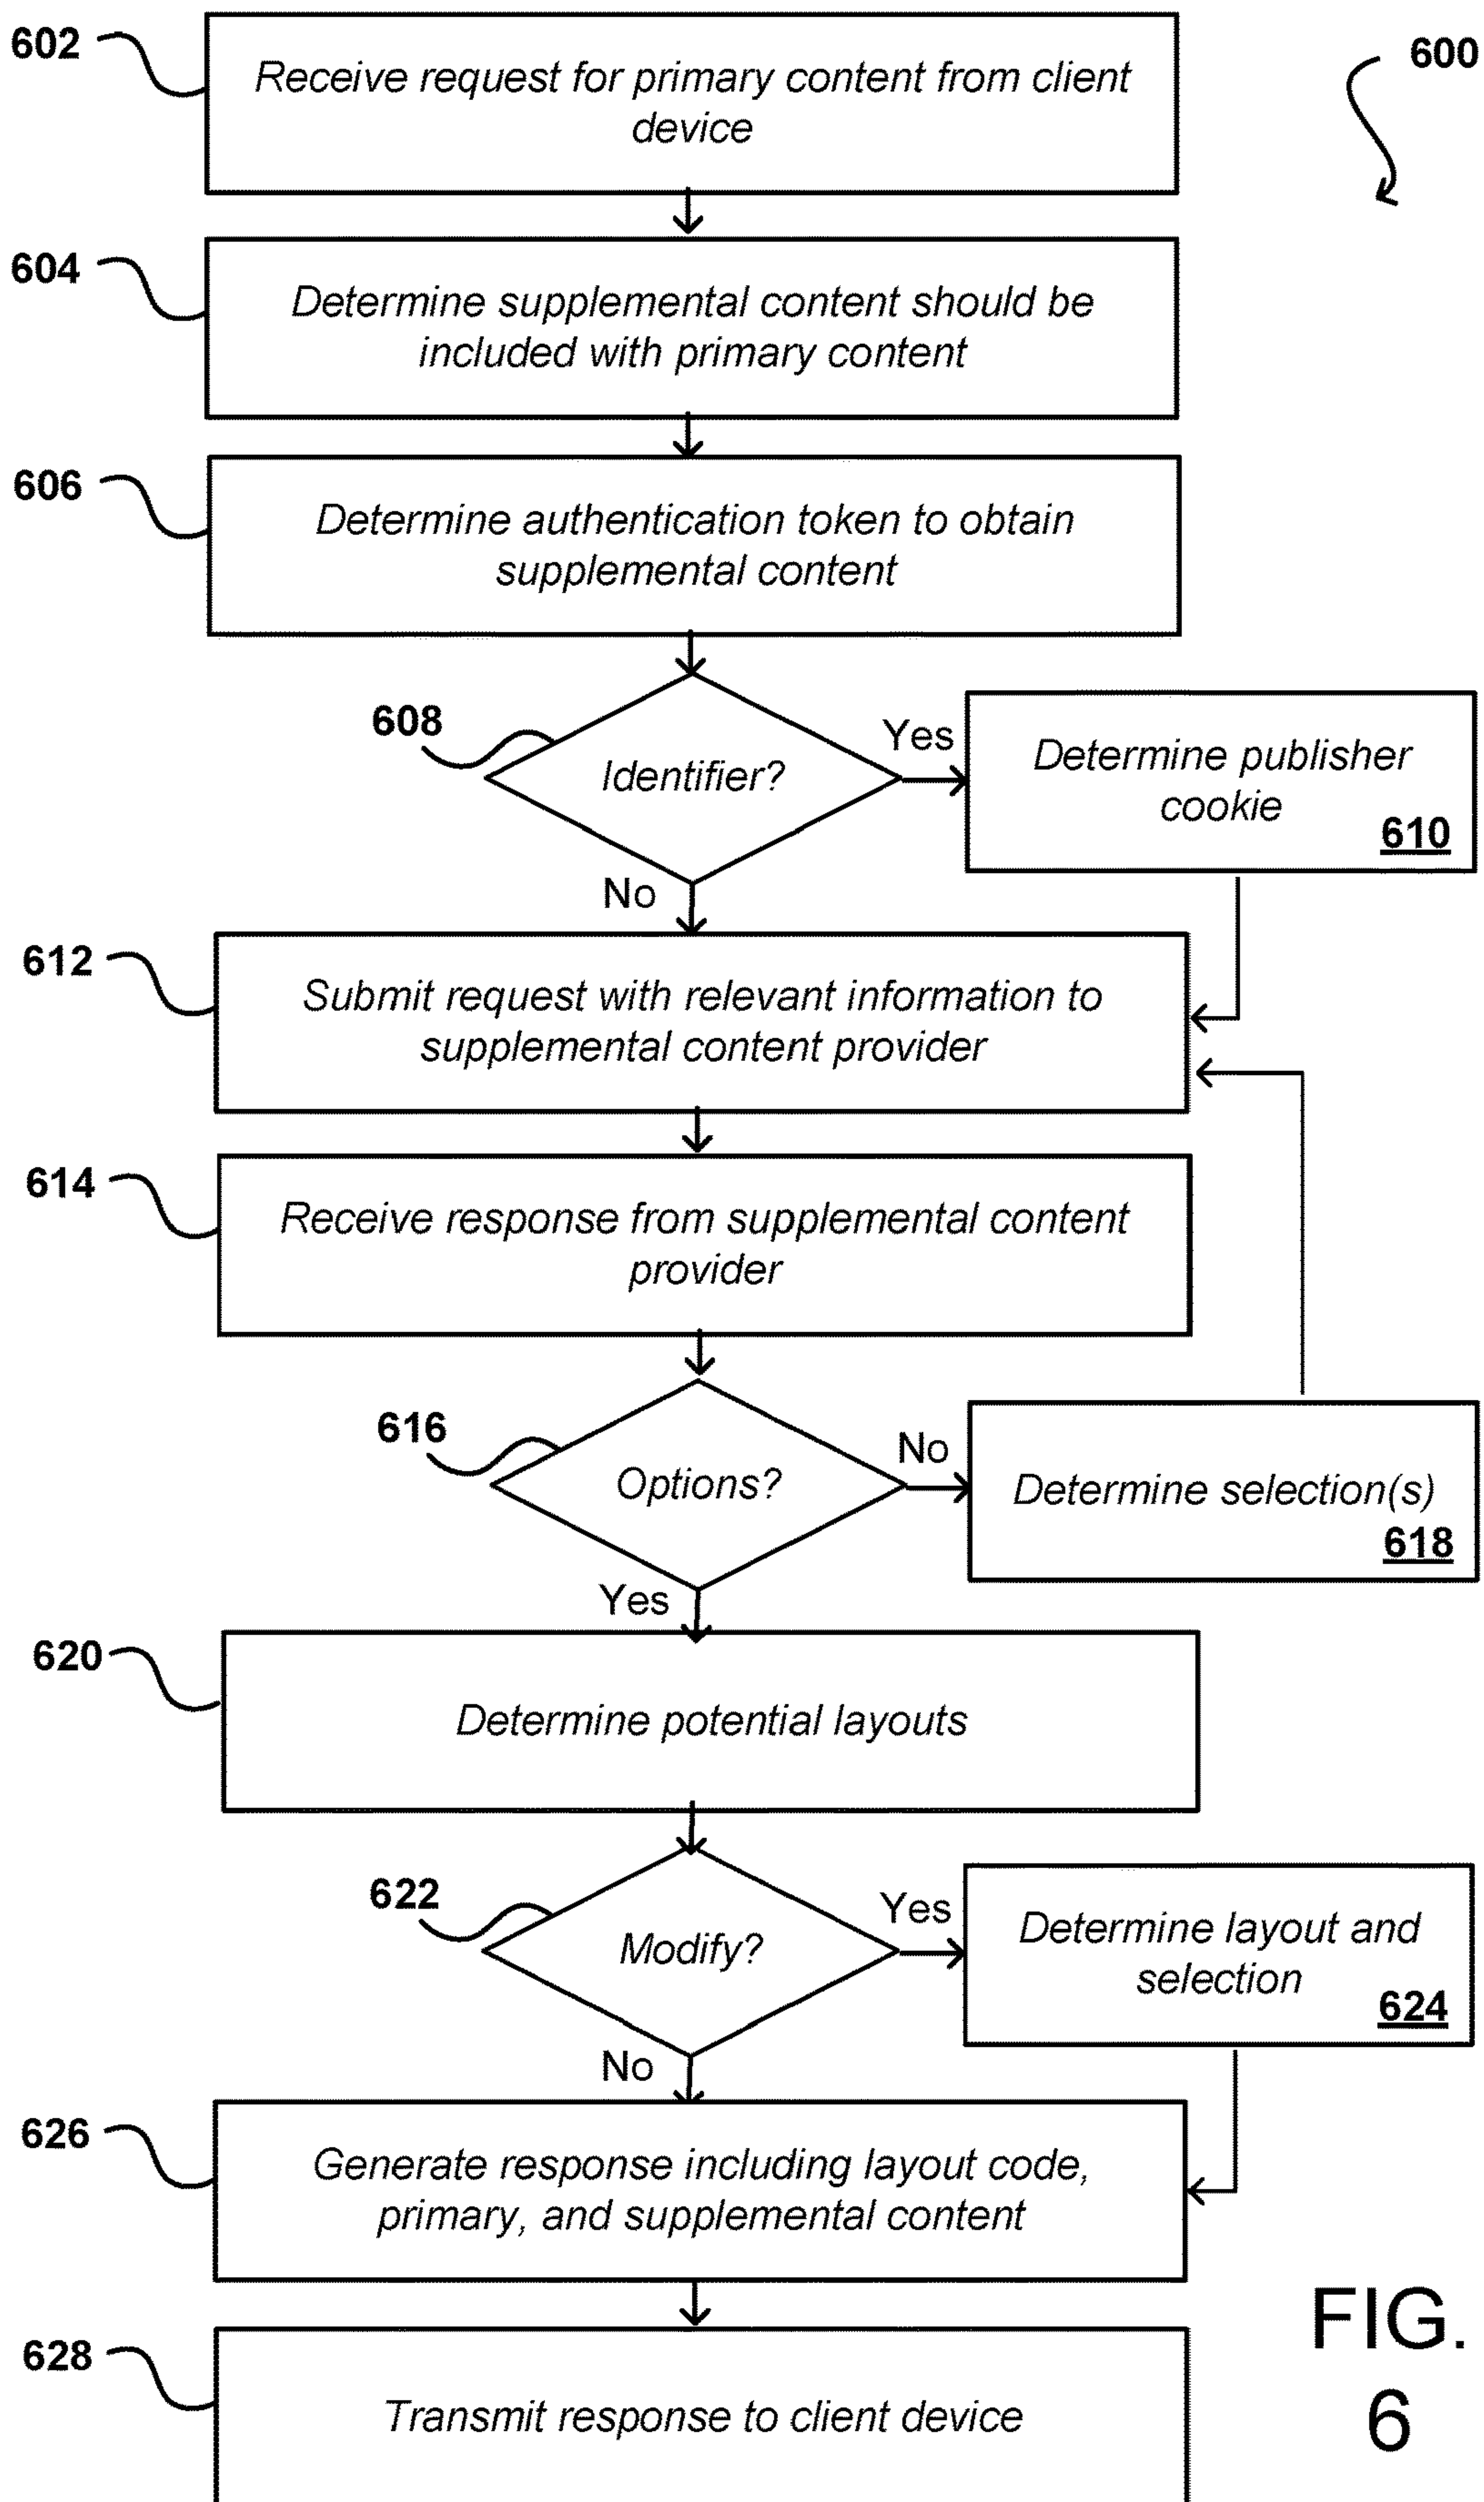 602
Receive request for primary content from client
device
600
604
Determine supplemental content should be
included with primary content
606
Determine authentication token to obtain
supplemental content
608
Identifier?
Yes
Determine publisher
cookie
610
No
612
Submit request with relevant information to
supplemental content provider
614
Receive response from supplemental content
provider
616
Options?
No
Determine selection(s)
618
Yes
620
Determine potential layouts
622
Modify?
Yes
Determine layout and
selection
624
No
626
Generate response including layout code,
primary, and supplemental content
628
Transmit response to client device
FIG.
6